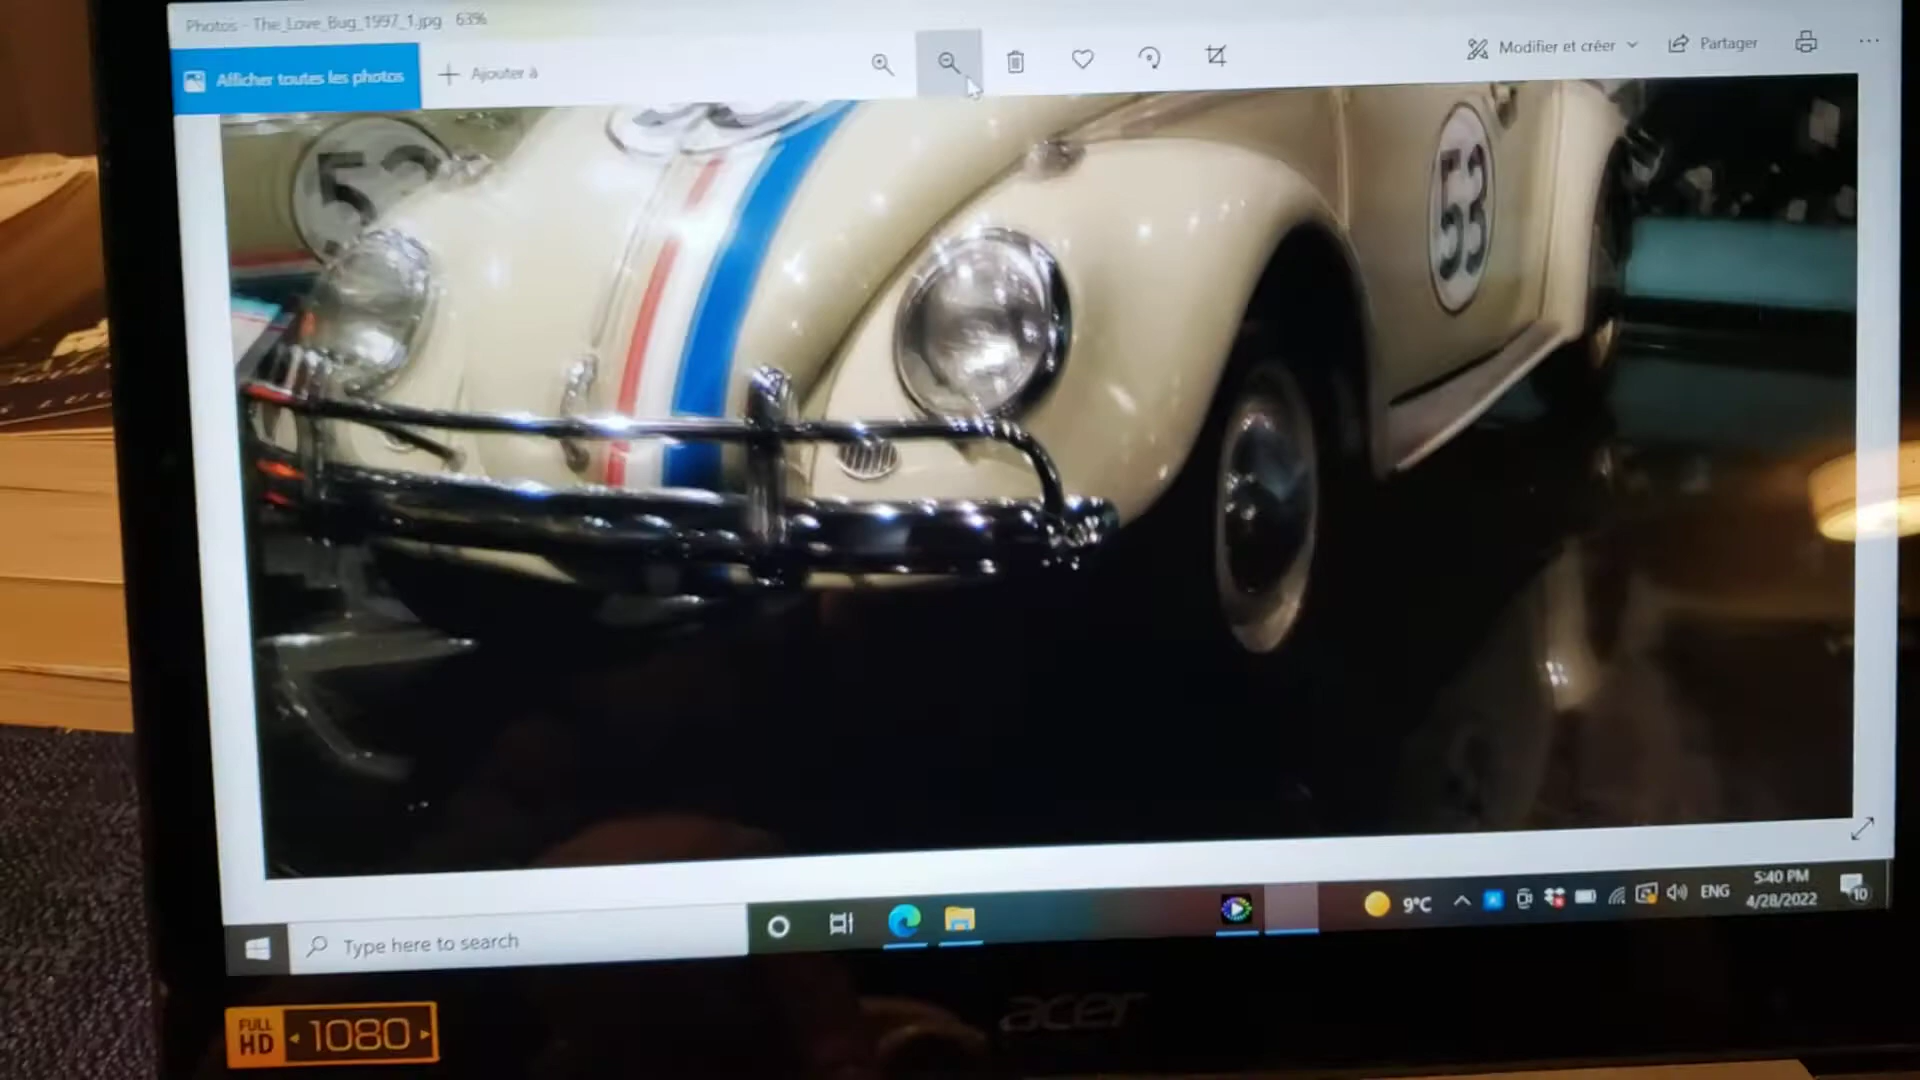 Photos - The_Love_Bug_1997_1.jpg 63%
Afficher toutes les photos
Ajouter à
Modifier et créer
Partager
53
53
Type here to search
9°C
ENG
5:40 PM
4/28/2022
10
acer
FULL HD 1080